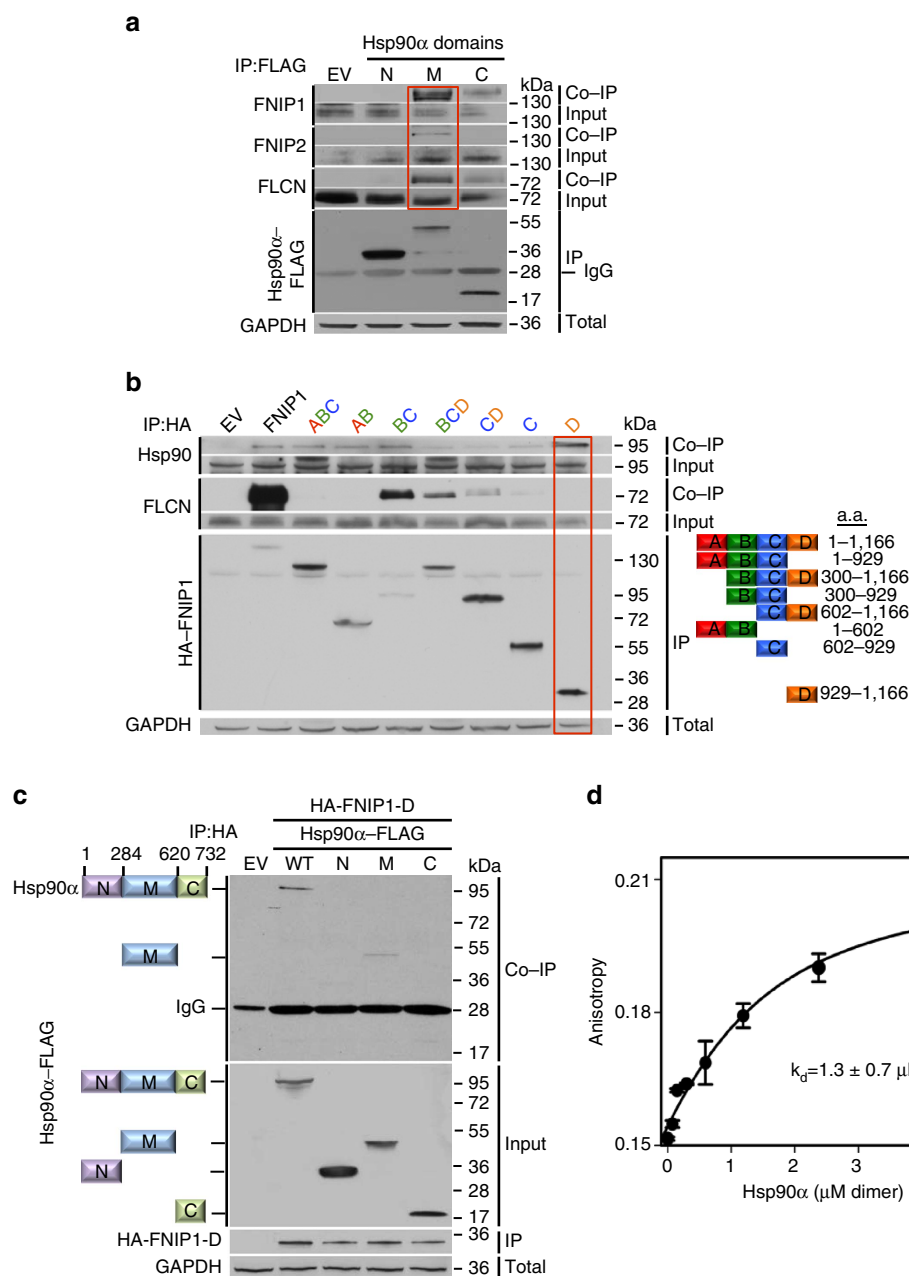 a
Hsp90α domains
IP:FLAG EV N M C kDa
FNIP1 -130 Co–IP
-130 Input
FNIP2 -130 Co–IP
-130 Input
FLCN -72 Co–IP
-72 Input
Hsp90α–FLAG
-55
-36 IP
-28 IgG
-17
GAPDH -36 Total
b
IP:HA EV FNIP1 ABC AB BC BCD CD C D kDa
Hsp90 -95 Co–IP
-95 Input
FLCN -72 Co–IP
-72 Input
HA–FNIP1
-130
-95
-72
-55 IP
-36
-28
GAPDH -36 Total
a.a.
A B C D 1–1,166
A B C 1–929
B C D 300–1,166
B C 300–929
C D 602–1,166
A B 1–602
C 602–929
D 929–1,166
c
HA-FNIP1-D
IP:HA Hsp90α–FLAG
1 284 620 732 EV WT N M C kDa
Hsp90α N M C -95
-72
M -55 Co–IP
-36
IgG -28
-17
Hsp90α–FLAG
N M C -95
-72
M -55 Input
N -36
-28
C -17
HA-FNIP1-D -36 IP
GAPDH -36 Total
d
Anisotropy
0.21
0.18
0.15
kd=1.3 ± 0.7
0 1 2 3
Hsp90α (μM dimer)